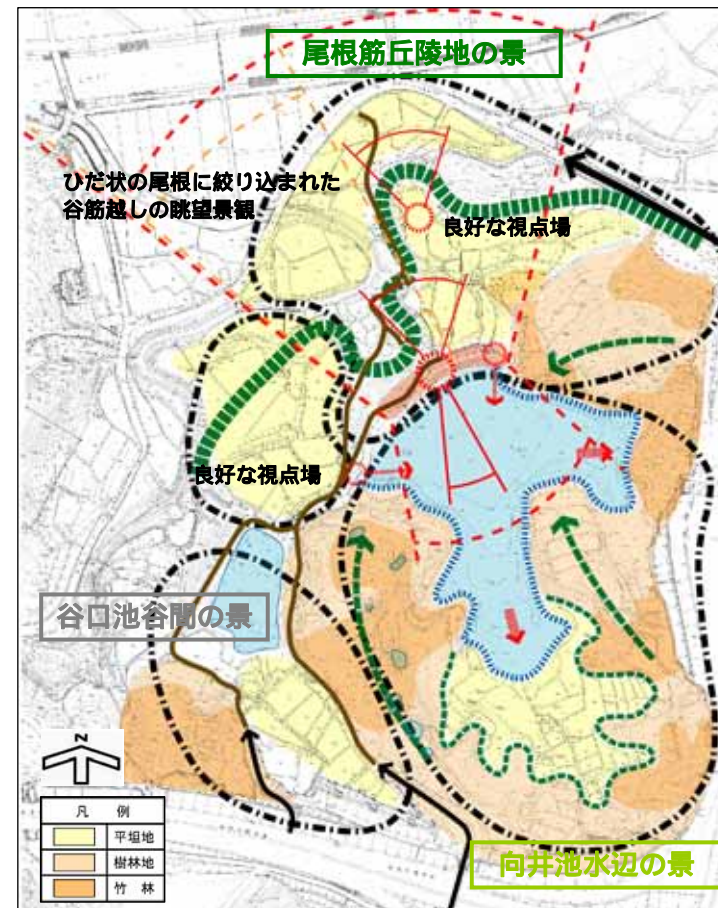 尾根筋丘陵地の景
ひだ状の尾根に絞り込まれた
谷筋越しの眺望景観
良好な視点場
良好な視点場
谷口池谷間の景
N
凡 例
平坦地
樹林地
竹 林
向井池水辺の景